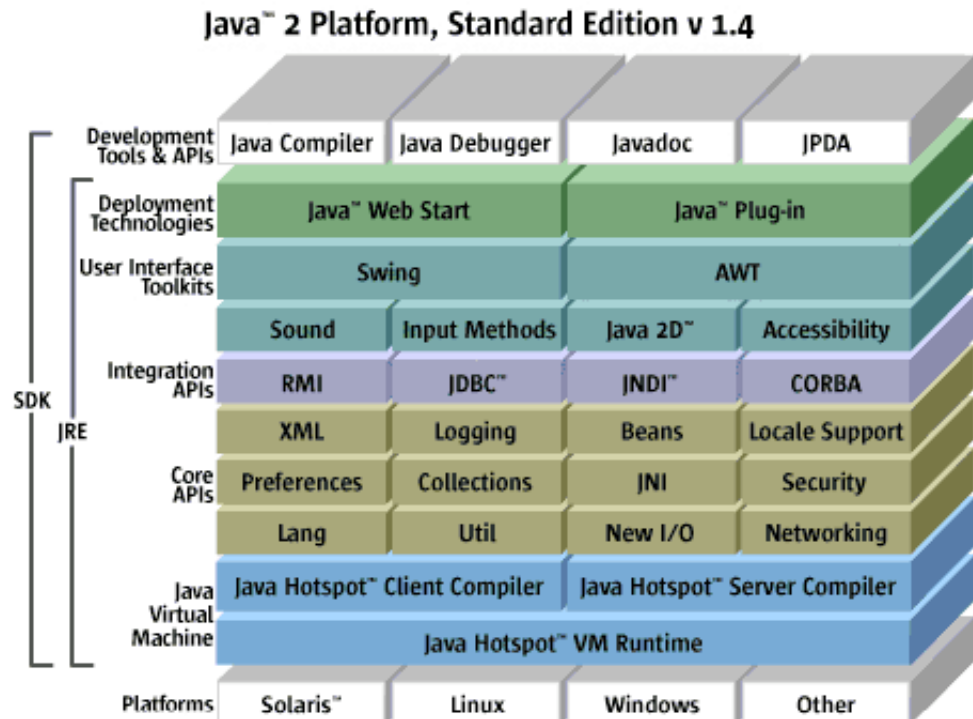 Java™ 2 Platform, Standard Edition v 1.4
Development
Tools & APIs
Java Compiler
Java Debugger
Javadoc
JPDA
Deployment
Technologies
Java™ Web Start
Java™ Plug-in
User Interface
Toolkits
Swing
AWT
Sound
Input Methods
Java 2D™
Accessibility
Integration
APIs
RMI
JDBC™
JNDI™
CORBA
SDK
JRE
XML
Logging
Beans
Locale Support
Core
APIs
Preferences
Collections
JNI
Security
Lang
Util
New I/O
Networking
Java
Virtual
Machine
Java Hotspot™ Client Compiler
Java Hotspot™ Server Compiler
Java Hotspot™ VM Runtime
Platforms
Solaris™
Linux
Windows
Other